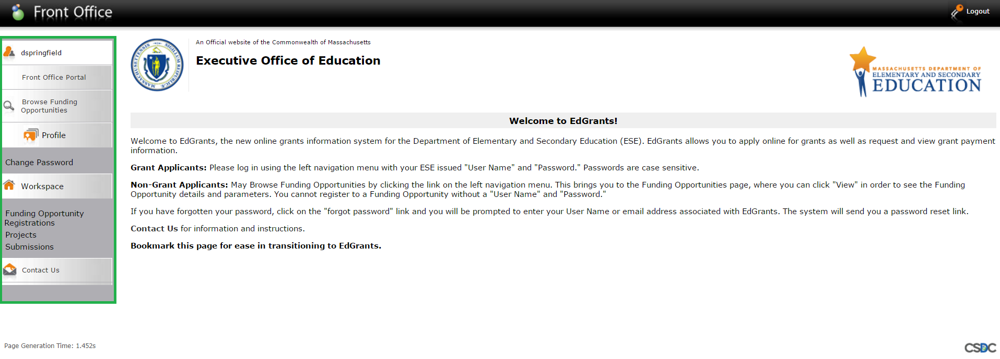 Front Office
Logout
dspringfield
Front Office Portal
Browse Funding
Opportunities
Profile
Change Password
Workspace
Funding Opportunity
Registrations
Projects
Submissions
Contact Us
An Official website of the Commonwealth of Massachusetts
Executive Office of Education
MASSACHUSETTS DEPARTMENT OF
ELEMENTARY AND SECONDARY
EDUCATION
Welcome to EdGrants!
Welcome to EdGrants, the new online grants information system for the Department of Elementary and Secondary Education (ESE). EdGrants allows you to apply online for grants as well as request and view grant payment
information.
Grant Applicants: Please log in using the left navigation menu with your ESE issued "User Name" and "Password." Passwords are case sensitive.
Non-Grant Applicants: May Browse Funding Opportunities by clicking the link on the left navigation menu. This brings you to the Funding Opportunities page, where you can click "View" in order to see the Funding
Opportunity details and parameters. You cannot register to a Funding Opportunity without a "User Name" and "Password."
If you have forgotten your password, click on the "forgot password" link and you will be prompted to enter your User Name or email address associated with EdGrants. The system will send you a password reset link.
Contact Us for information and instructions.
Bookmark this page for ease in transitioning to EdGrants.
Page Generation Time: 1.452s
CSDC